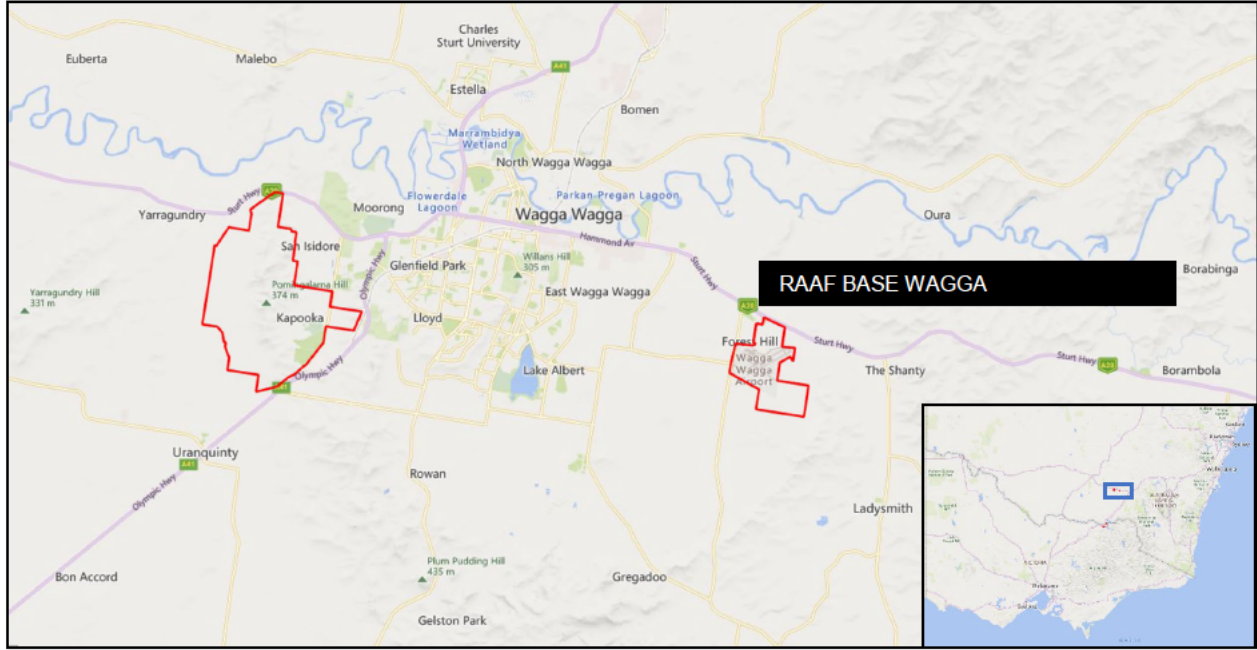 Charles
Sturt University
Euberta
Malebo
A41
Estella
Bomen
Marrambidya
Wetland
North Wagga Wagga
Sturt Hwy
A20
Yarragundry
Moorong
Flowerdale
Lagoon
Parkan Pregan Lagoon
Wagga Wagga
Oura
San Isidore
Hammond Av
Glenfield Park
Willans Hill
305 m
Olympic Hwy
Sturt Hwy
RAAF BASE WAGGA
Borabinga
Yarragundry Hill
331 m
Pomingalama Hill
374 m
East Wagga Wagga
A20
Kapooka
Lloyd
Forest Hill
Sturt Hwy
Wagga
Wagga
Airport
Sturt Hwy
A20
Lake Albert
The Shanty
Borambola
Olympic Hwy
A41
Uranquinty
A41
Rowan
Olympic Hwy
Ladysmith
Bon Accord
Plum Pudding Hill
435 m
Gregadoo
Gelston Park
VICTORIA
Melbourne